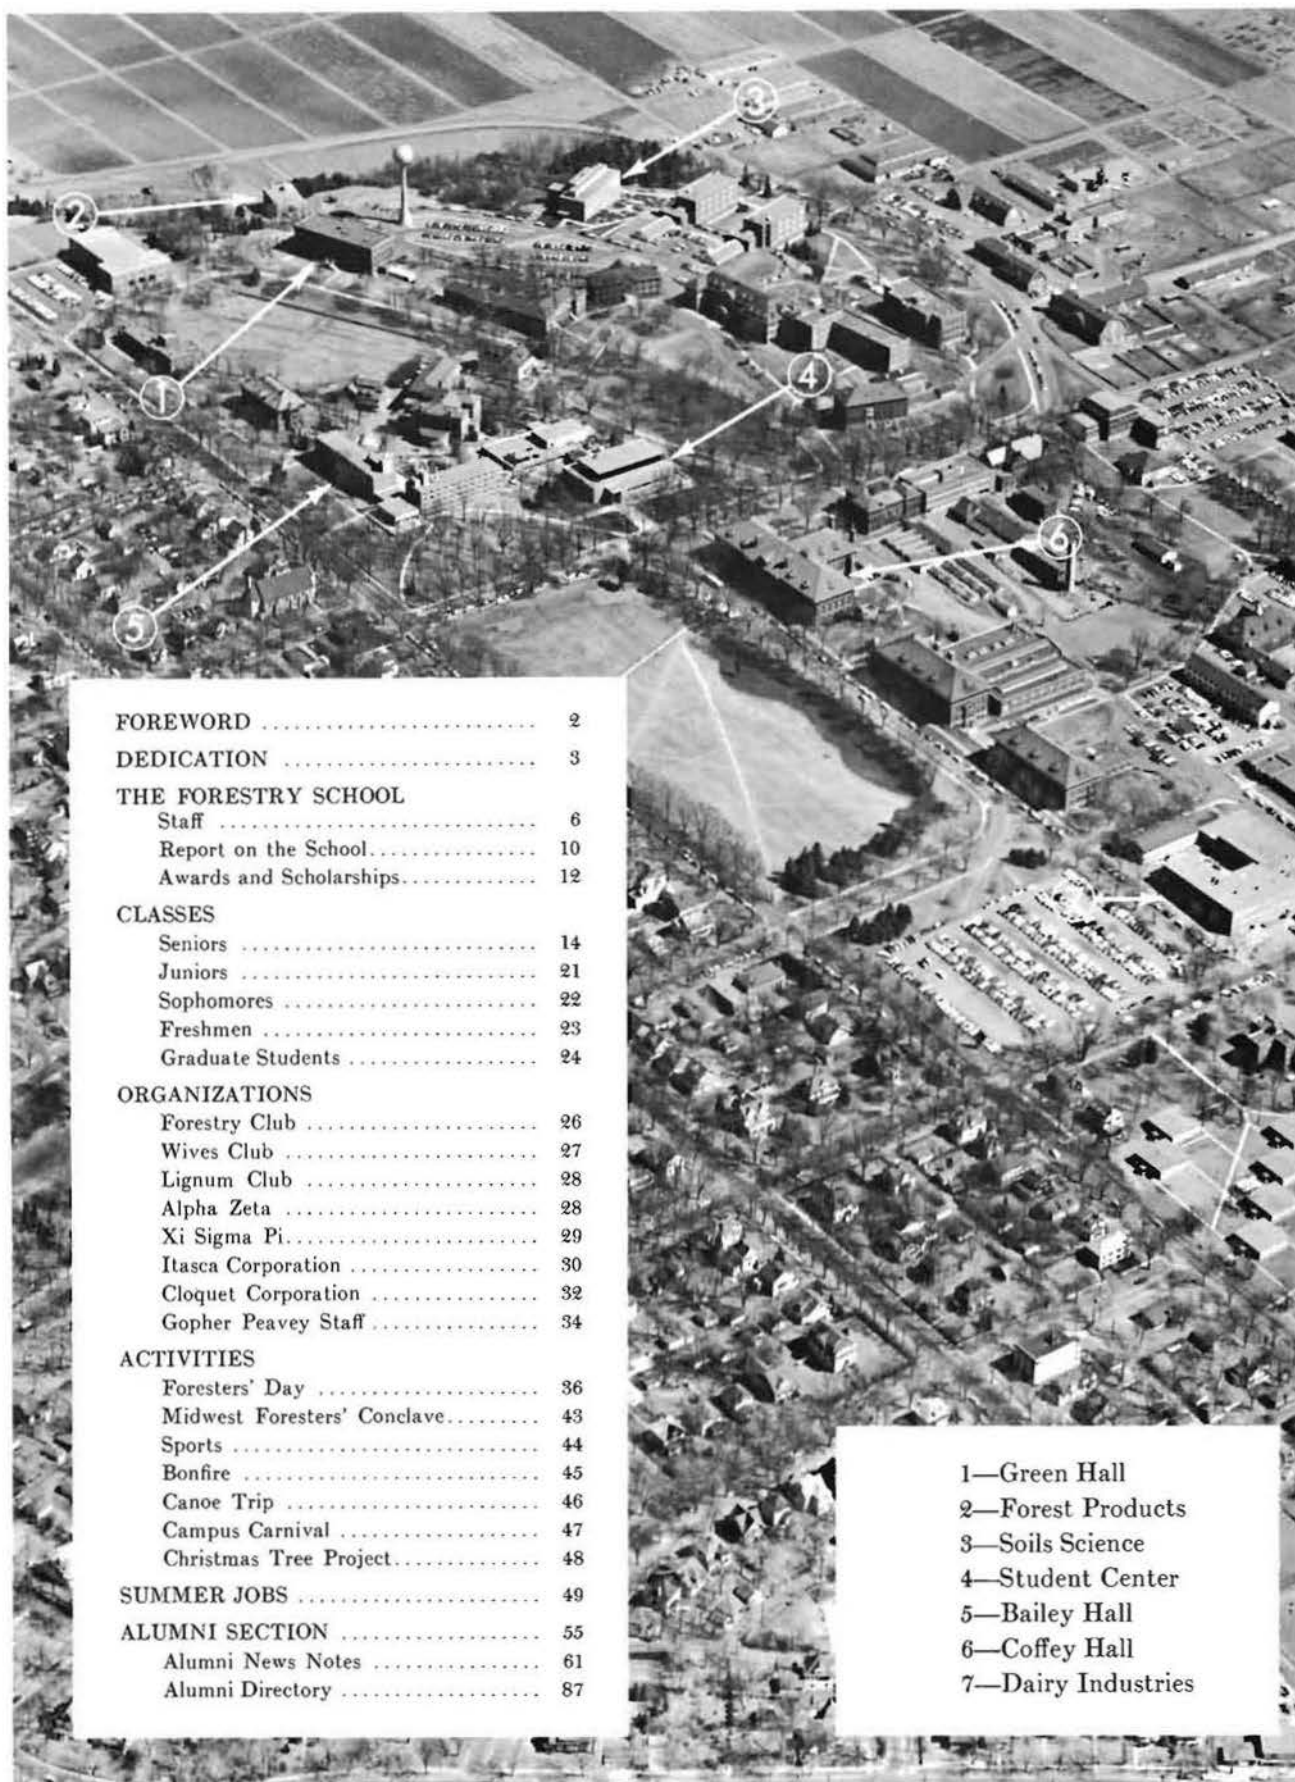 3
2
1
4
6
5
FOREWORD .......................... 2
DEDICATION ........................ 3
THE FORESTRY SCHOOL
Staff .............................. 6
Report on the School................ 10
Awards and Scholarships............. 12
CLASSES
Seniors ............................ 14
Juniors ............................ 21
Sophomores ......................... 22
Freshmen ........................... 23
Graduate Students .................. 24
ORGANIZATIONS
Forestry Club ...................... 26
Wives Club ......................... 27
Lignum Club ........................ 28
Alpha Zeta ......................... 28
Xi Sigma Pi......................... 29
Itasca Corporation .................. 30
Cloquet Corporation ................. 32
Gopher Peavey Staff ................ 34
ACTIVITIES
Foresters' Day ..................... 36
Midwest Foresters' Conclave......... 43
Sports ............................. 44
Bonfire ............................ 45
Canoe Trip ......................... 46
Campus Carnival .................... 47
Christmas Tree Project.............. 48
SUMMER JOBS ....................... 49
ALUMNI SECTION .................... 55
Alumni News Notes .................. 61
Alumni Directory ................... 87
1—Green Hall
2—Forest Products
3—Soils Science
4—Student Center
5—Bailey Hall
6—Coffey Hall
7—Dairy Industries